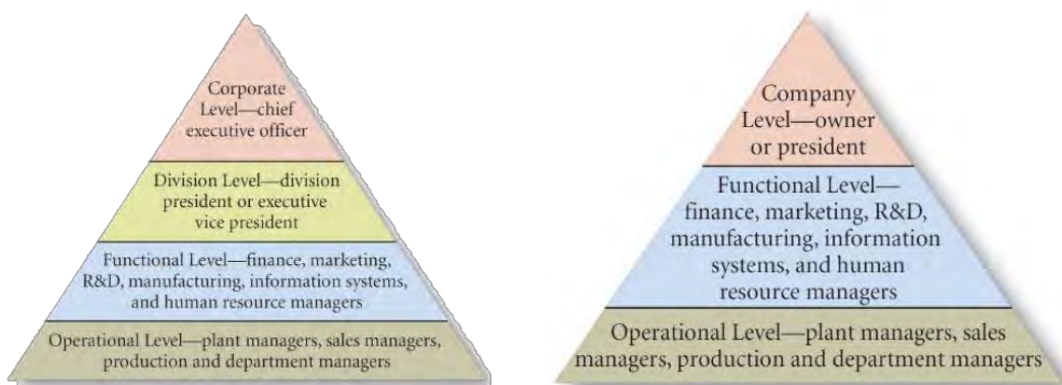 Corporate
Level—chief
executive officer
Division Level—division
president or executive
vice president
Functional Level—finance, marketing,
R&D, manufacturing, information systems,
and human resource managers
Operational Level—plant managers, sales managers,
production and department managers
Company
Level—owner
or president
Functional Level—
finance, marketing, R&D,
manufacturing, information
systems, and human
resource managers
Operational Level—plant managers, sales
managers, production and department managers